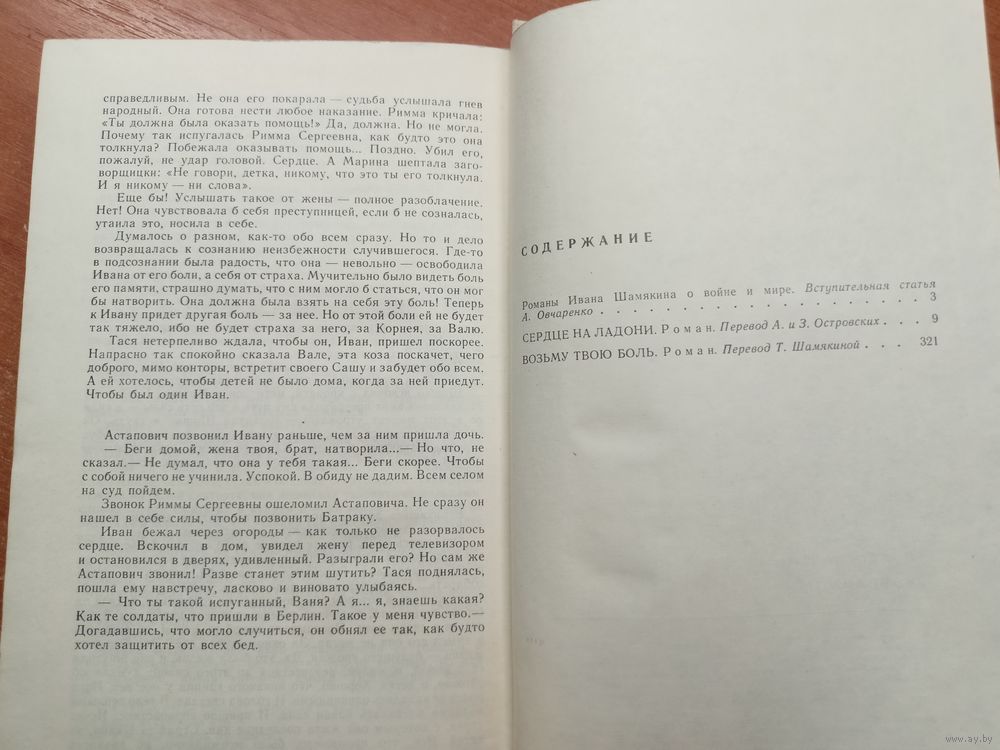 справедливым. Не она его покарала — судьба услышала гнев
народный. Она готова нести любое наказание. Римма кричала:
«Ты должна была оказать помощь!» Да, должна. Но не могла.
Почему так испугалась Римма Сергеевна, как будто это она
толкнула? Побежала оказывать помощь... Поздно. Убил его,
пожалуй, не удар головой. Сердце. А Марина шептала заго-
ворщицки: «Не говори, детка, никому, что это ты его толкнула.
И я никому — ни слова».
Еще бы! Услышать такое от жены — полное разоблачение.
Нет! Она чувствовала б себя преступницей, если б не созналась,
утаила это, носила в себе.
Думалось о разном, как-то обо всем сразу. Но то и дело
возвращалась к сознанию неизбежности случившегося. Где-то
в подсознании была радость, что она — невольно — освободила
Ивана от его боли, а себя от страха. Мучительно было видеть боль
его памяти, страшно думать, что с ним могло б статься, что он мог
бы натворить. Она должна была взять на себя эту боль! Теперь
к Ивану придет другая боль — за нее. Но от этой боли ей не будет
так тяжело, ибо не будет страха за него, за Корнея, за Валю.
Тася нетерпеливо ждала, чтобы он, Иван, пришел поскорее.
Напрасно так спокойно сказала Вале, эта коза поскачет, чего
доброго, мимо конторы, встретит своего Сашу и забудет обо всем.
А ей хотелось, чтобы детей не было дома, когда за ней приедут.
Чтобы был один Иван.
Астапович позвонил Ивану раньше, чем за ним пришла дочь.
— Беги домой, жена твоя, брат, натворила...— Но что, не
сказал.— Не думал, что она у тебя такая... Беги скорее. Чтобы
с собой ничего не учинила. Успокой. В обиду не дадим. Всем селом
на суд пойдем.
Звонок Риммы Сергеевны ошеломил Астаповича. Не сразу он
нашел в себе силы, чтобы позвонить Батраку.
Иван бежал через огороды — как только не разорвалось
сердце. Вскочил в дом, увидел жену перед телевизором
и остановился в дверях, удивленный. Разыграли его? Но сам же
Астапович звонил! Разве станет этим шутить? Тася поднялась,
пошла ему навстречу, ласково и виновато улыбаясь.
— Что ты такой испуганный, Ваня? А я... я, знаешь какая?
Как те солдаты, что пришли в Берлин. Такое у меня чувство.—
Догадавшись, что могло случиться, он обнял ее так, как будто
хотел защитить от всех бед.
СОДЕРЖАНИЕ
Романы Ивана Шамякина о войне и мире. Вступительная статья
А. Овчаренко . . . . . . . . . . . . . . . . . . 3
СЕРДЦЕ НА ЛАДОНИ. Роман. Перевод А. и З. Островских . . . 9
ВОЗЬМУ ТВОЮ БОЛЬ. Роман. Перевод Т. Шамякиной . . . 321
www.ay.by